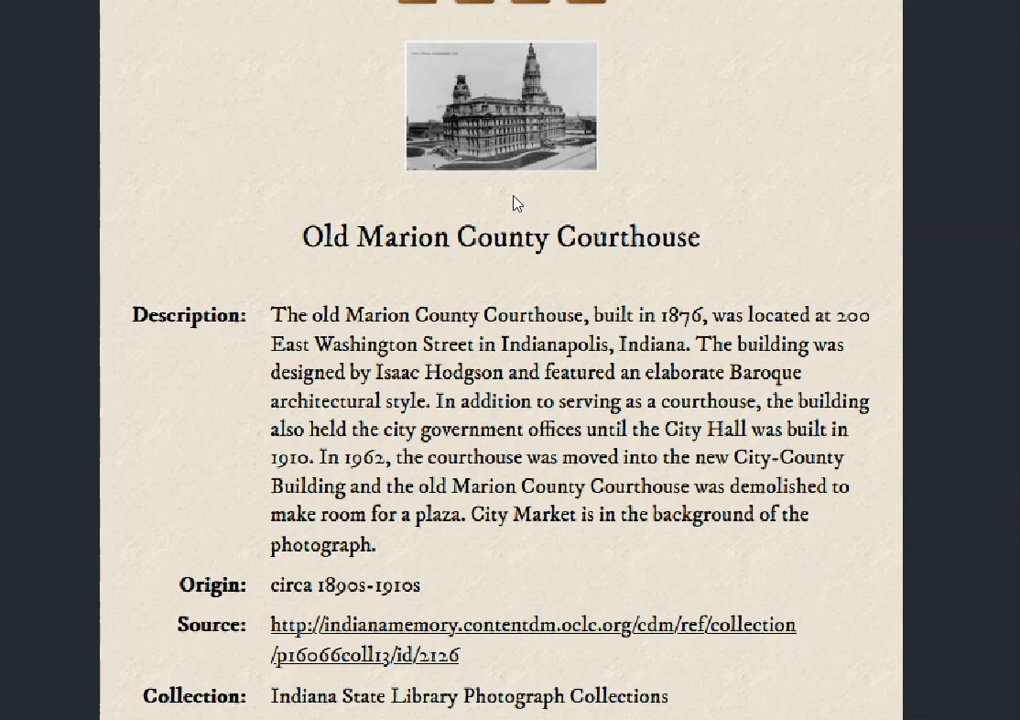 Old Marion County Courthouse
Description: The old Marion County Courthouse, built in 1876, was located at 200
East Washington Street in Indianapolis, Indiana. The building was
designed by Isaac Hodgson and featured an elaborate Baroque
architectural style. In addition to serving as a courthouse, the building
also held the city government offices until the City Hall was built in
1910. In 1962, the courthouse was moved into the new City-County
Building and the old Marion County Courthouse was demolished to
make room for a plaza. City Market is in the background of the
photograph.
Origin: circa 1890s-1910s
Source: http://indianamemory.contentdm.oclc.org/cdm/ref/collection
/p16066coll13/id/2126
Collection: Indiana State Library Photograph Collections